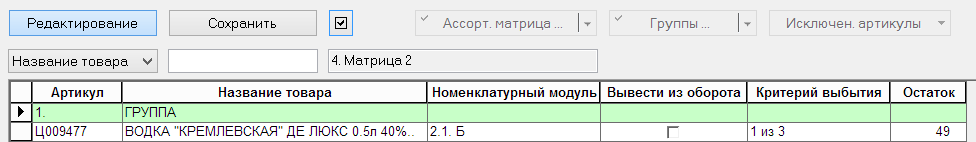 Редактирование Сохранить Ассорт. матрица ... Группы ... Исключен. артикулы
Название товара 4. Матрица 2
Артикул Название товара Номенклатурный модуль Вывести из оборота Критерий выбытия Остаток
1. ГРУППА
Ц009477 ВОДКА "КРЕМЛЕВСКАЯ" ДЕ ЛЮКС 0.5л 40%.. 2.1. Б 1 из 3 49